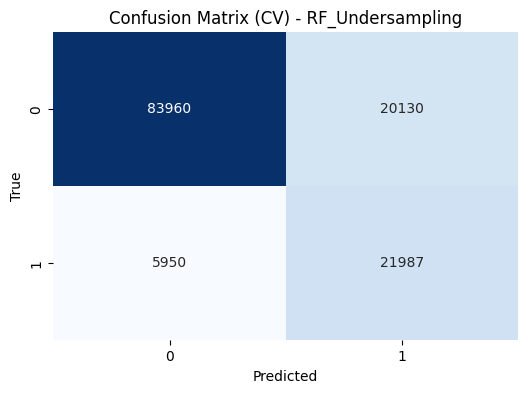 Confusion Matrix (CV) - RF_Undersampling
True
0
83960
20130
1
5950
21987
0
1
Predicted